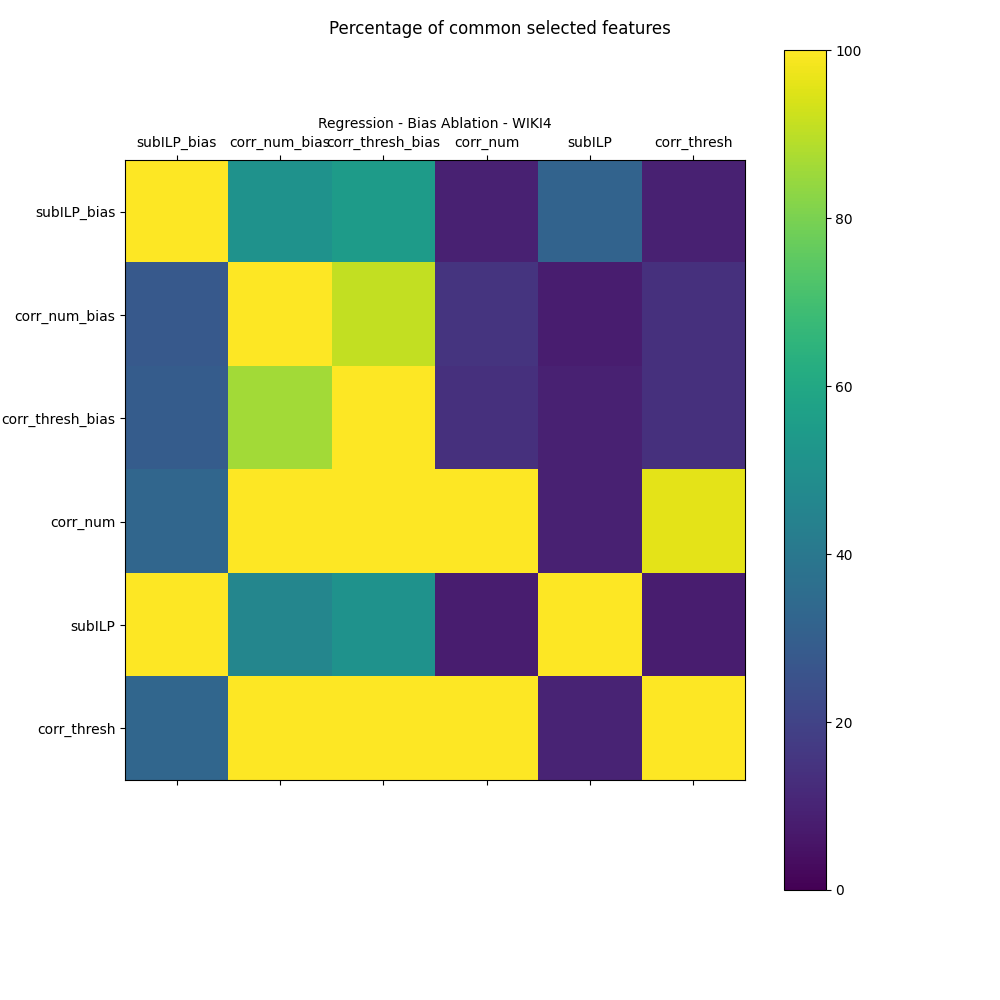 Percentage of common selected features
Regression - Bias Ablation - WIKI4
subILP_bias corr_num_bias corr_thresh_bias corr_num subILP corr_thresh
subILP_bias
corr_num_bias
corr_thresh_bias
corr_num
subILP
corr_thresh
100
80
60
40
20
0